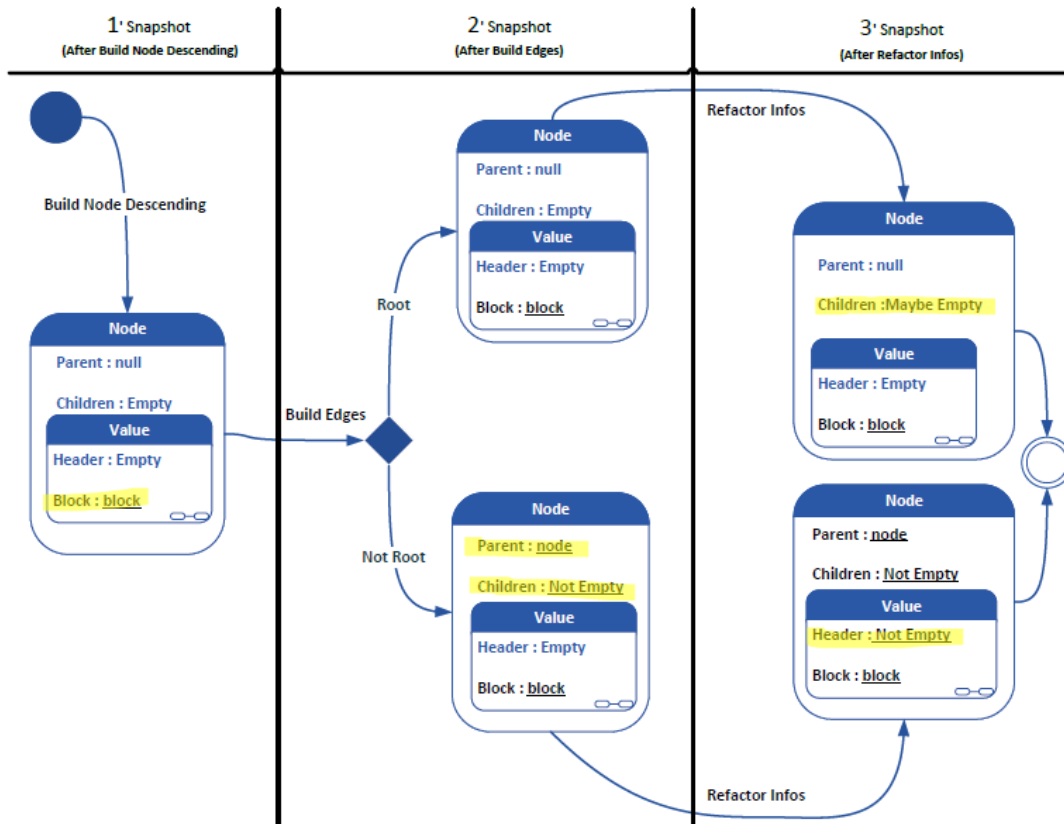 1' Snapshot
(After Build Node Descending)
2' Snapshot
(After Build Edges)
3' Snapshot
(After Refactor Infos)
Build Node Descending
Node
Parent : null
Children : Empty
Value
Header : Empty
Block : block
Build Edges
Root
Not Root
Node
Parent : null
Children : Empty
Value
Header : Empty
Block : block
Node
Parent : node
Children : Not Empty
Value
Header : Empty
Block : block
Refactor Infos
Refactor Infos
Node
Parent : null
Children :Maybe Empty
Value
Header : Empty
Block : block
Node
Parent : node
Children : Not Empty
Value
Header : Not Empty
Block : block